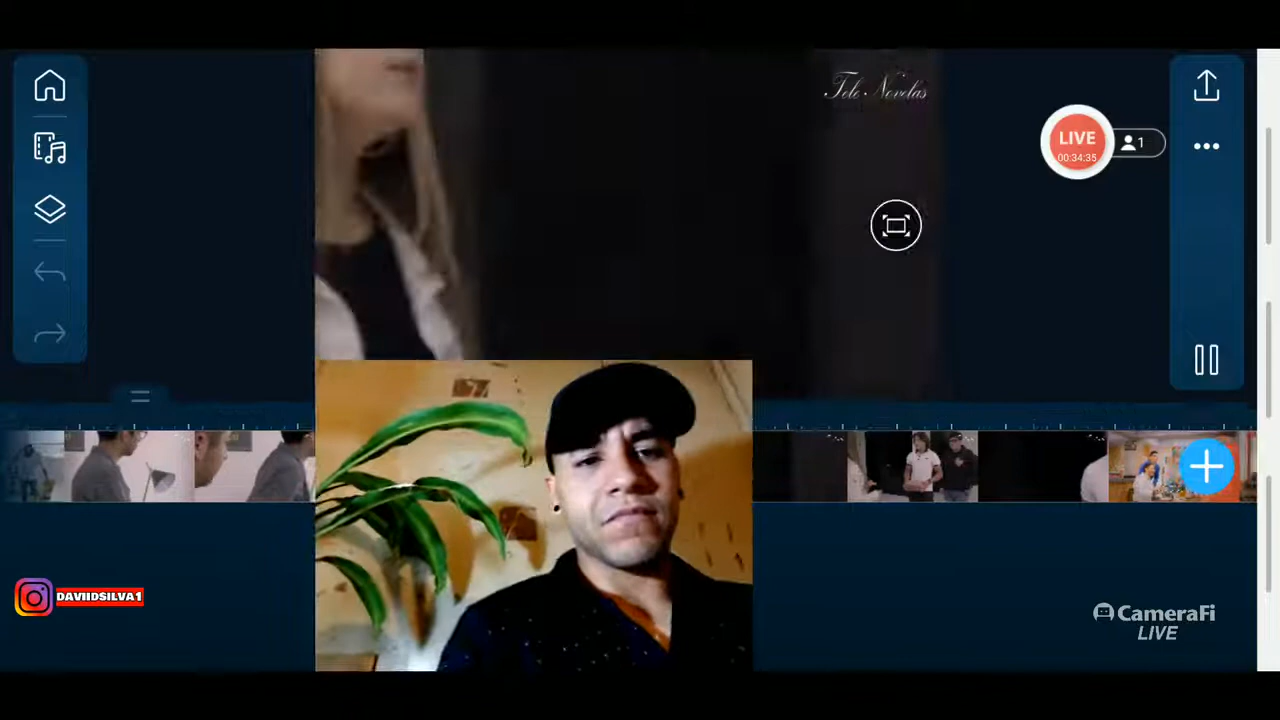 Tele Novelas
LIVE
00:34:35
1
DAVIIDSILVA1
CameraFi
LIVE